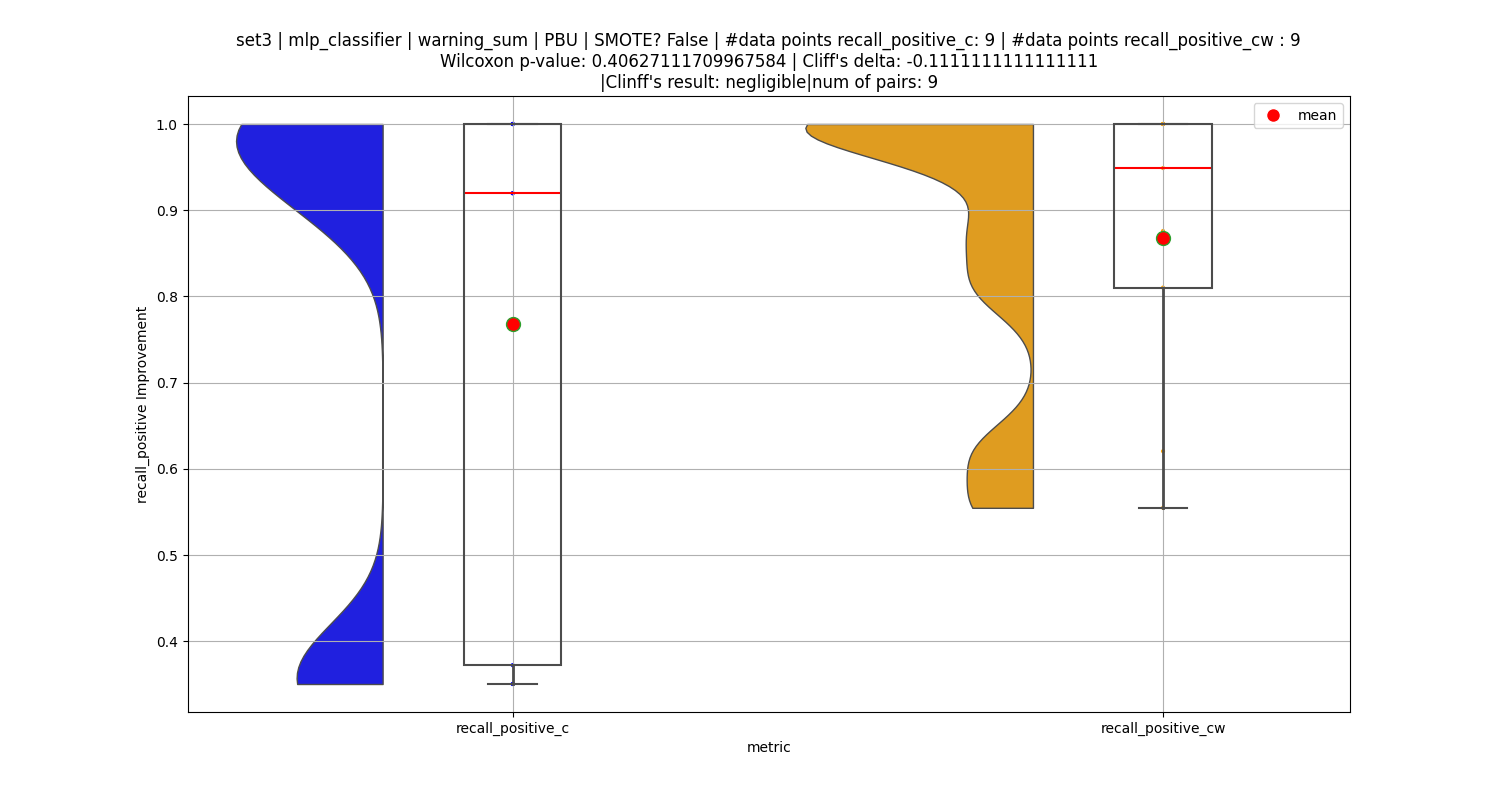 set3 | mlp_classifier | warning_sum | PBU | SMOTE? False | #data points recall_positive_c: 9 | #data points recall_positive_cw : 9
Wilcoxon p-value: 0.40627111709967584 | Cliff's delta: -0.1111111111111111
|Clinff's result: negligible|num of pairs: 9
mean
1.0
0.9
0.8
0.7
0.6
0.5
0.4
recall_positive Improvement
recall_positive_c
recall_positive_cw
metric